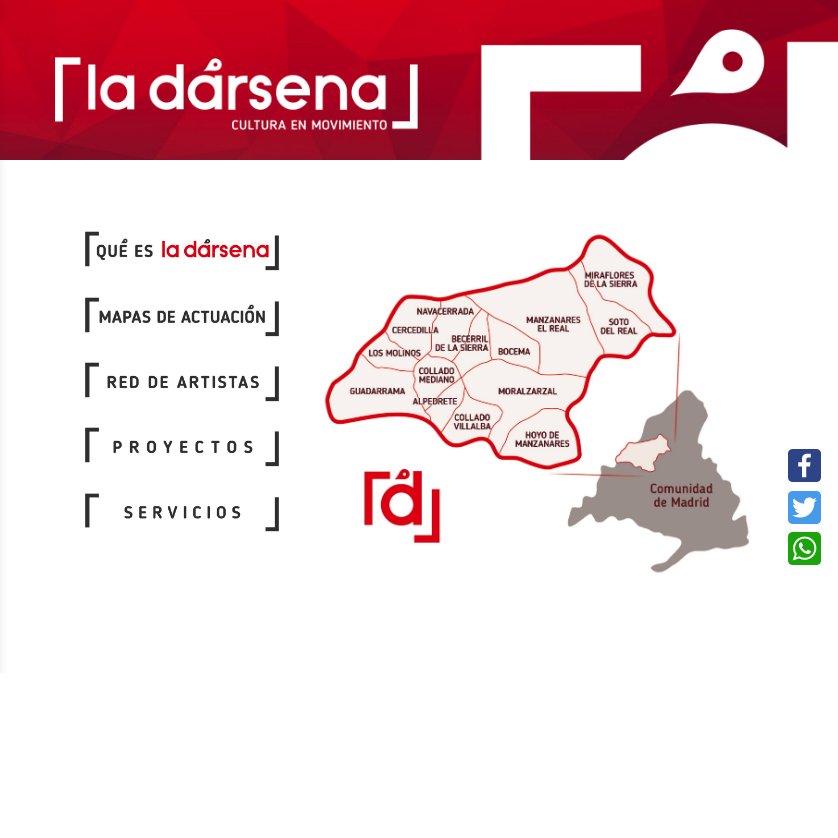 la dársena
CULTURA EN MOVIMIENTO
QUÉ ES la dársena
MAPAS DE ACTUACIÓN
RED DE ARTISTAS
PROYECTOS
SERVICIOS
MIRAFLORES
DE LA SIERRA
NAVACERRADA
MANZANARES
EL REAL
SOTO
DEL REAL
CERCEDILLA
BECERRIL
DE LA SIERRA
BOCEMA
LOS MOLINOS
COLLADO
MEDIANO
GUADARRAMA
MORALZARZAL
ALPEDRETE
COLLADO
VILLALBA
HOYO DE
MANZANARES
Comunidad
de Madrid
d